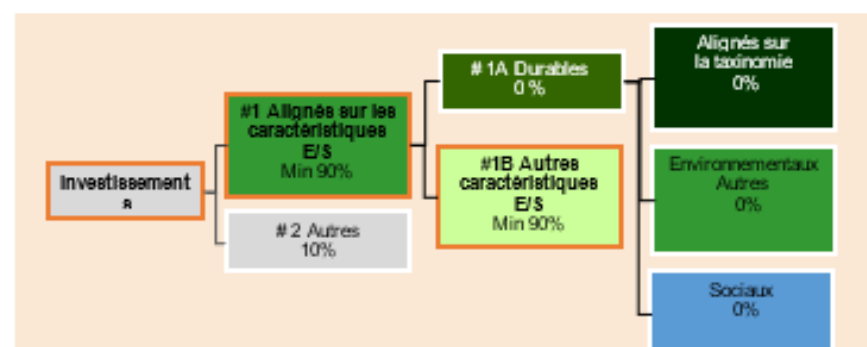 Investissement
s
#1 Alignés sur les
caractéristiques
E/S
Min 90%
# 2 Autres
10%
# 1A Durables
0 %
#1B Autres
caractéristiques
E/S
Min 90%
Alignés sur
la taxinomie
0%
Environnementaux
Autres
0%
Sociaux
0%